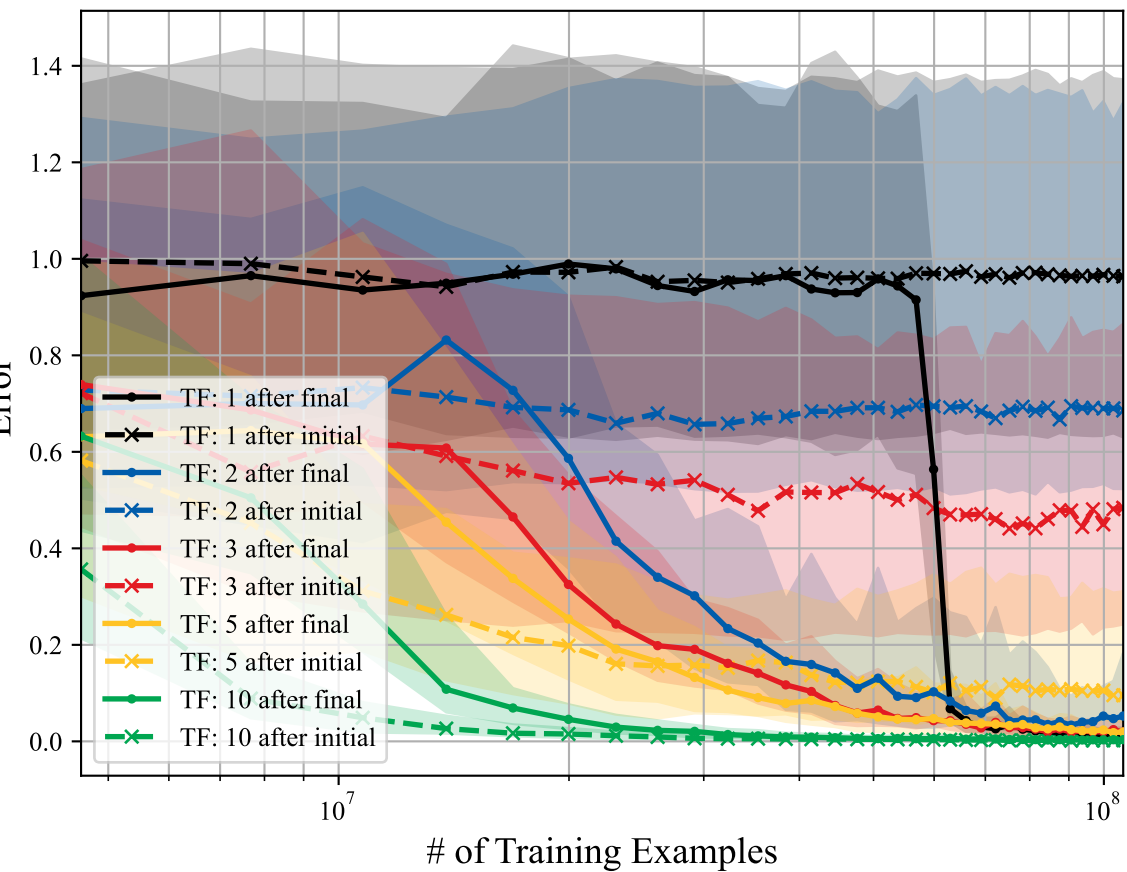 1.4
1.2
1.0
0.8
0.6
0.4
0.2
0.0
TF: 1 after final
TF: 1 after initial
TF: 2 after final
TF: 2 after initial
TF: 3 after final
TF: 3 after initial
TF: 5 after final
TF: 5 after initial
TF: 10 after final
TF: 10 after initial
10⁷
10⁸
# of Training Examples